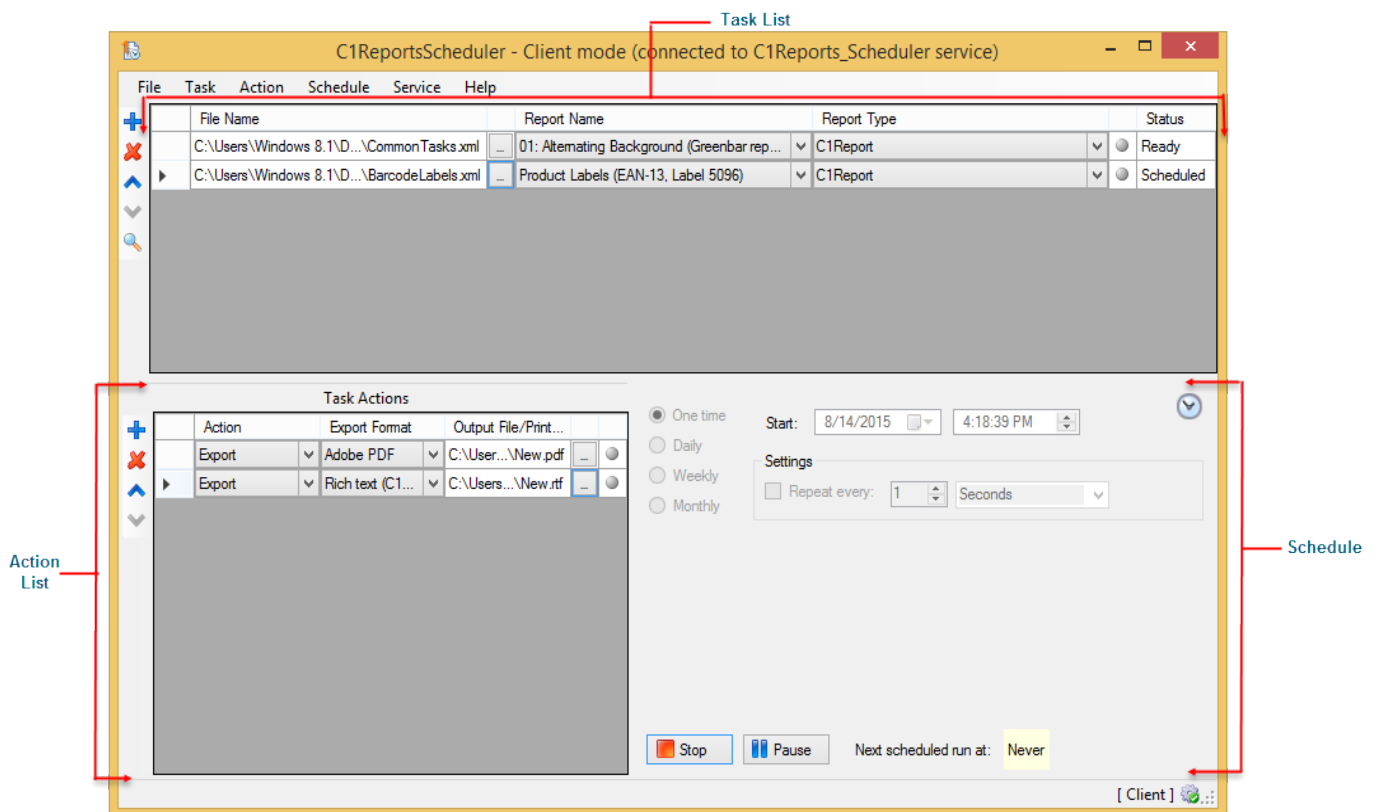 Task List
C1ReportsScheduler - Client mode (connected to C1Reports_Scheduler service)
File Task Action Schedule Service Help
File Name Report Name Report Type Status
C:\Users\Windows 8.1\D...\CommonTasks.xml ... 01: Alternating Background (Greenbar rep... C1Report Ready
C:\Users\Windows 8.1\D...\BarcodeLabels.xml ... Product Labels (EAN-13, Label 5096) C1Report Scheduled
Task Actions
Action Export Format Output File/Print...
Export Adobe PDF C:\User...\New.pdf ...
Export Rich text (C1... C:\Users...\New.rtf ...
One time
Daily
Weekly
Monthly
Start: 8/14/2015 4:18:39 PM
Settings
Repeat every: 1 Seconds
Action
List
Schedule
Stop Pause Next scheduled run at: Never
[ Client ]